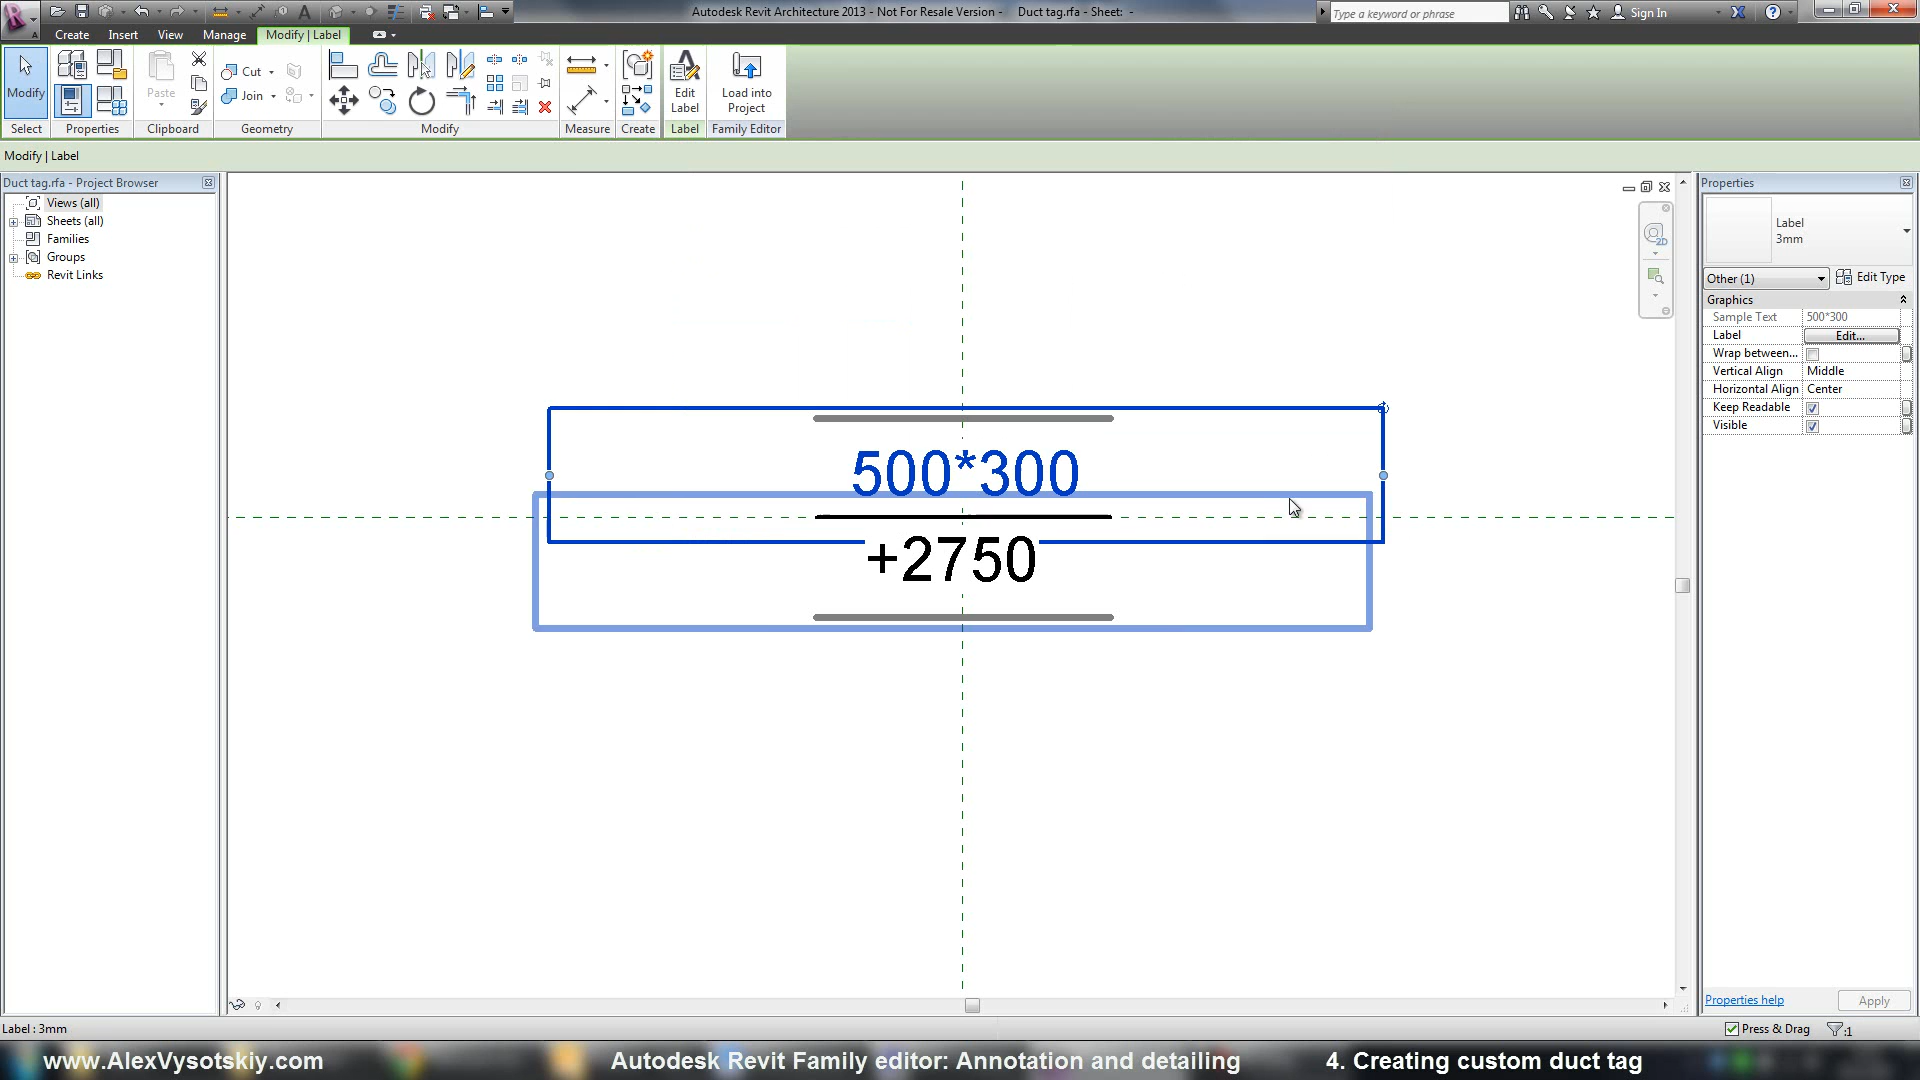 Autodesk Revit Architecture 2013 - Not For Resale Version - Duct tag.rfa - Sheet: -
Type a keyword or phrase
Sign In
Create Insert View Manage Modify | Label
Modify
Cut
Join
Paste
Edit Label
Load into Project
Select Properties Clipboard Geometry Modify Measure Create Label Family Editor
Modify | Label
Duct tag.rfa - Project Browser
Views (all)
Sheets (all)
Families
Groups
Revit Links
2D
500*300
+2750
Properties
Label
3mm
Other (1)
Edit Type
Graphics
Sample Text 500*300
Label Edit...
Wrap between...
Vertical Align Middle
Horizontal Align Center
Keep Readable
Visible
Properties help
Apply
Label : 3mm
Press & Drag
:1
www.AlexVysotskiy.com
Autodesk Revit Family editor: Annotation and detailing
4. Creating custom duct tag